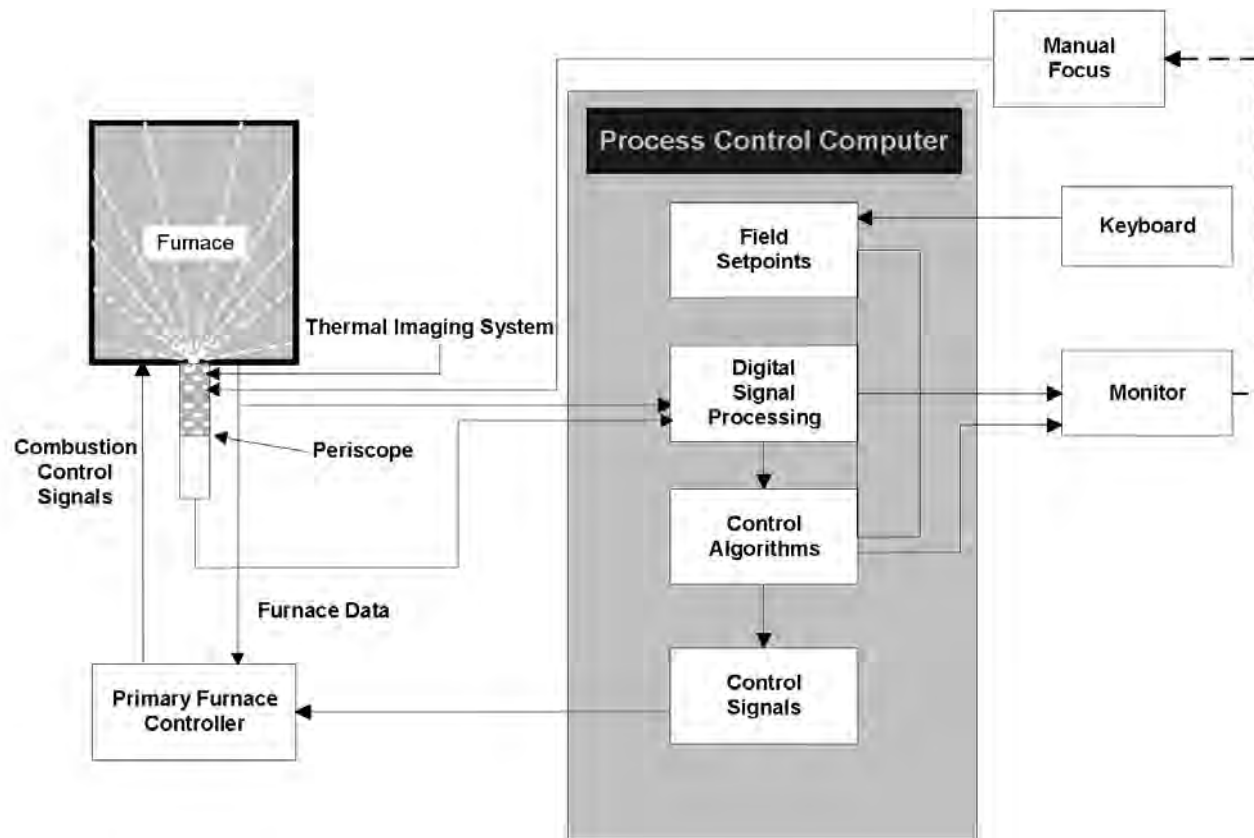 Manual
Focus
Process Control Computer
Furnace
Field
Setpoints
Keyboard
Thermal Imaging System
Digital
Signal
Processing
Monitor
Combustion
Control
Signals
Periscope
Control
Algorithms
Furnace Data
Primary Furnace
Controller
Control
Signals